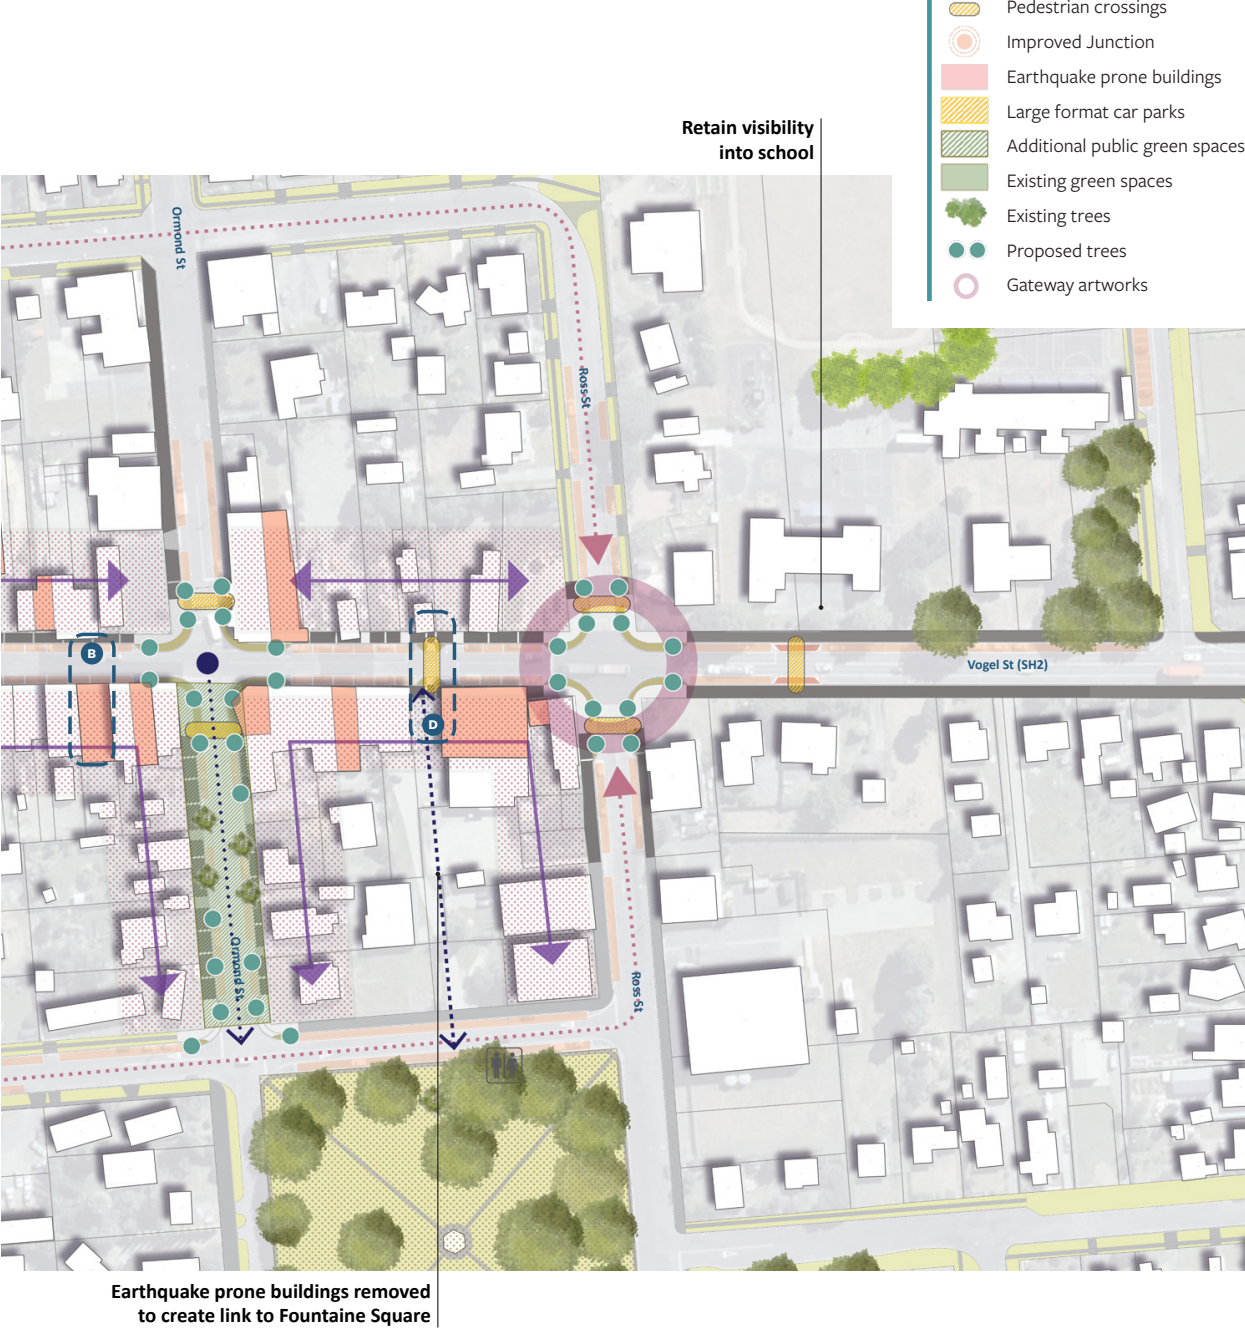 Pedestrian crossings
Improved Junction
Earthquake prone buildings
Large format car parks
Additional public green spaces
Existing green spaces
Existing trees
Proposed trees
Gateway artworks
Retain visibility
into school
Ormond St
Ross St
B
D
Vogel St (SH2)
Ormond St
Ross St
Earthquake prone buildings removed
to create link to Fountaine Square